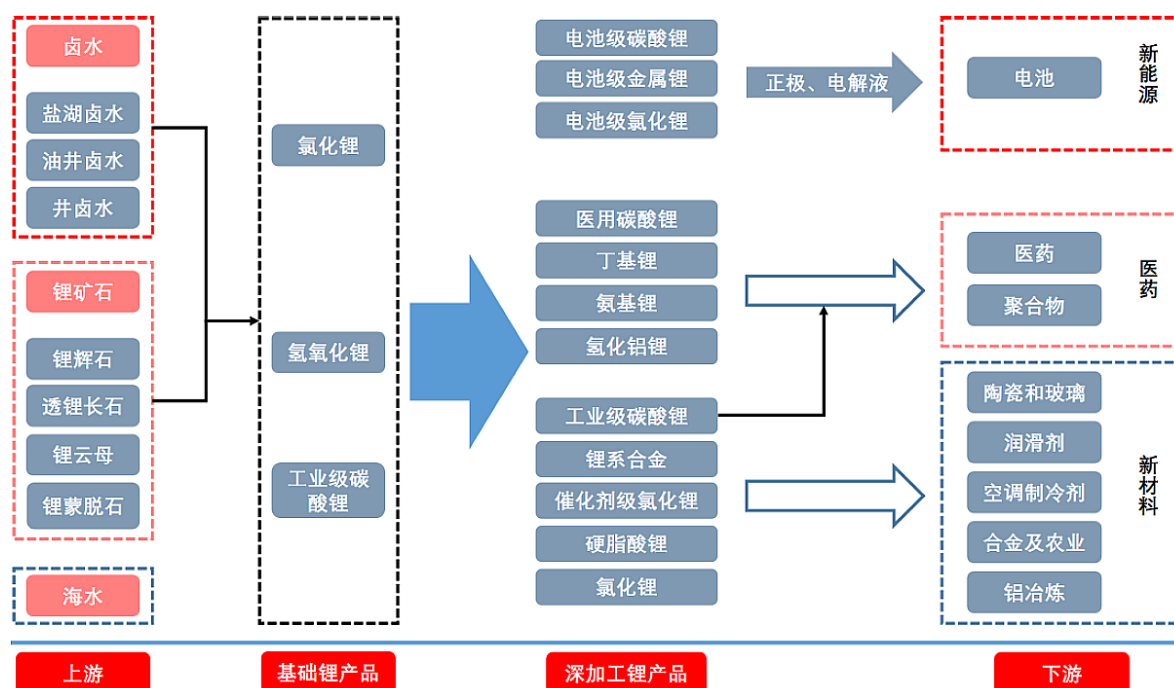 卤水
盐湖卤水
油井卤水
井卤水
锂矿石
锂辉石
透锂长石
锂云母
锂蒙脱石
海水
上游
氯化锂
氢氧化锂
工业级碳
酸锂
基础锂产品
电池级碳酸锂
电池级金属锂
电池级氯化锂
医用碳酸锂
丁基锂
氨基锂
氢化铝锂
工业级碳酸锂
锂系合金
催化剂级氯化锂
硬脂酸锂
氯化锂
深加工锂产品
正极、电解液
电池
新能源
医药
聚合物
医药
陶瓷和玻璃
润滑剂
空调制冷剂
合金及农业
铝冶炼
新材料
下游